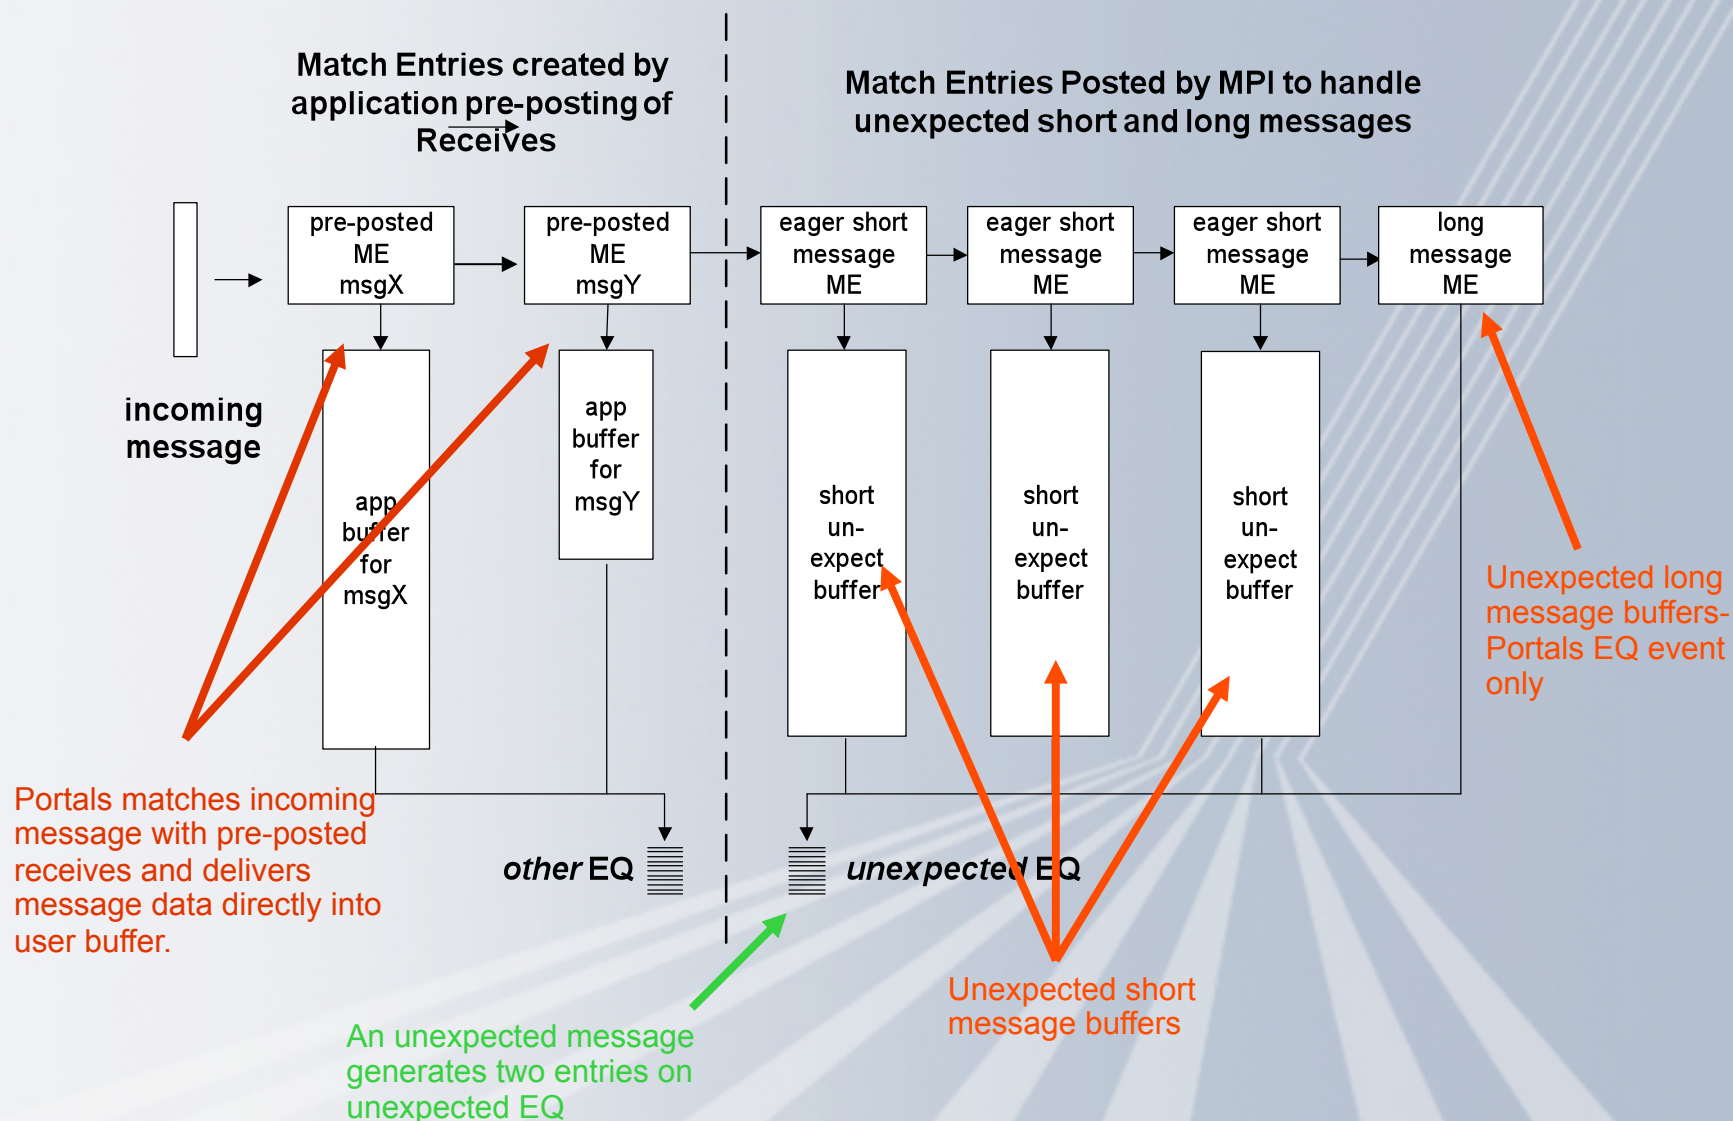 Match Entries created by
application pre-posting of
Receives
Match Entries Posted by MPI to handle
unexpected short and long messages
pre-posted
ME
msgX
pre-posted
ME
msgY
eager short
message
ME
eager short
message
ME
eager short
message
ME
long
message
ME
incoming
message
app
buffer
for
msgX
app
buffer
for
msgY
short
un-
expect
buffer
short
un-
expect
buffer
short
un-
expect
buffer
Unexpected long
message buffers-
Portals EQ event
only
Portals matches incoming
message with pre-posted
receives and delivers
message data directly into
user buffer.
other EQ
unexpected EQ
Unexpected short
message buffers
An unexpected message
generates two entries on
unexpected EQ